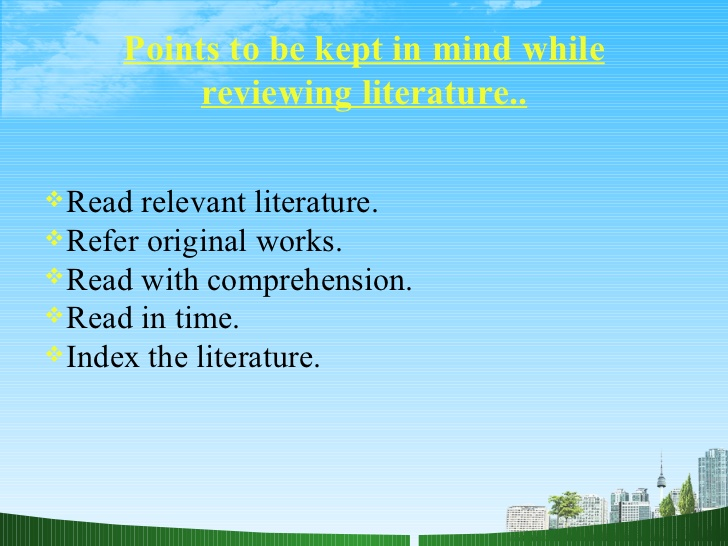 Points to be kept in mind while
reviewing literature..
Read relevant literature.
Refer original works.
Read with comprehension.
Read in time.
Index the literature.